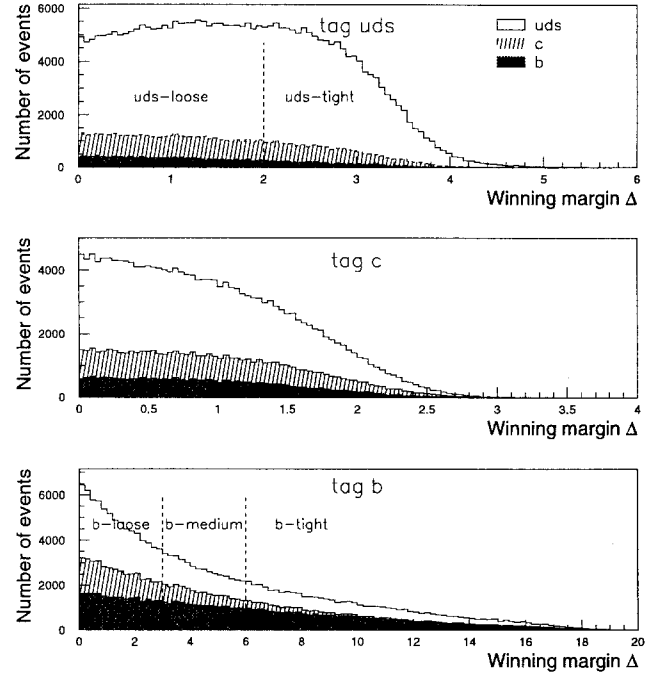 Number of events
6000
4000
2000
0
tag uds
uds
c
b
uds-loose
uds-tight
0
1
2
3
4
5
6
Winning margin Δ
Number of events
4000
2000
0
tag c
0
0.5
1
1.5
2
2.5
3
3.5
4
Winning margin Δ
Number of events
6000
4000
2000
0
tag b
b-loose
b-medium
b-tight
0
2
4
6
8
10
12
14
16
18
20
Winning margin Δ